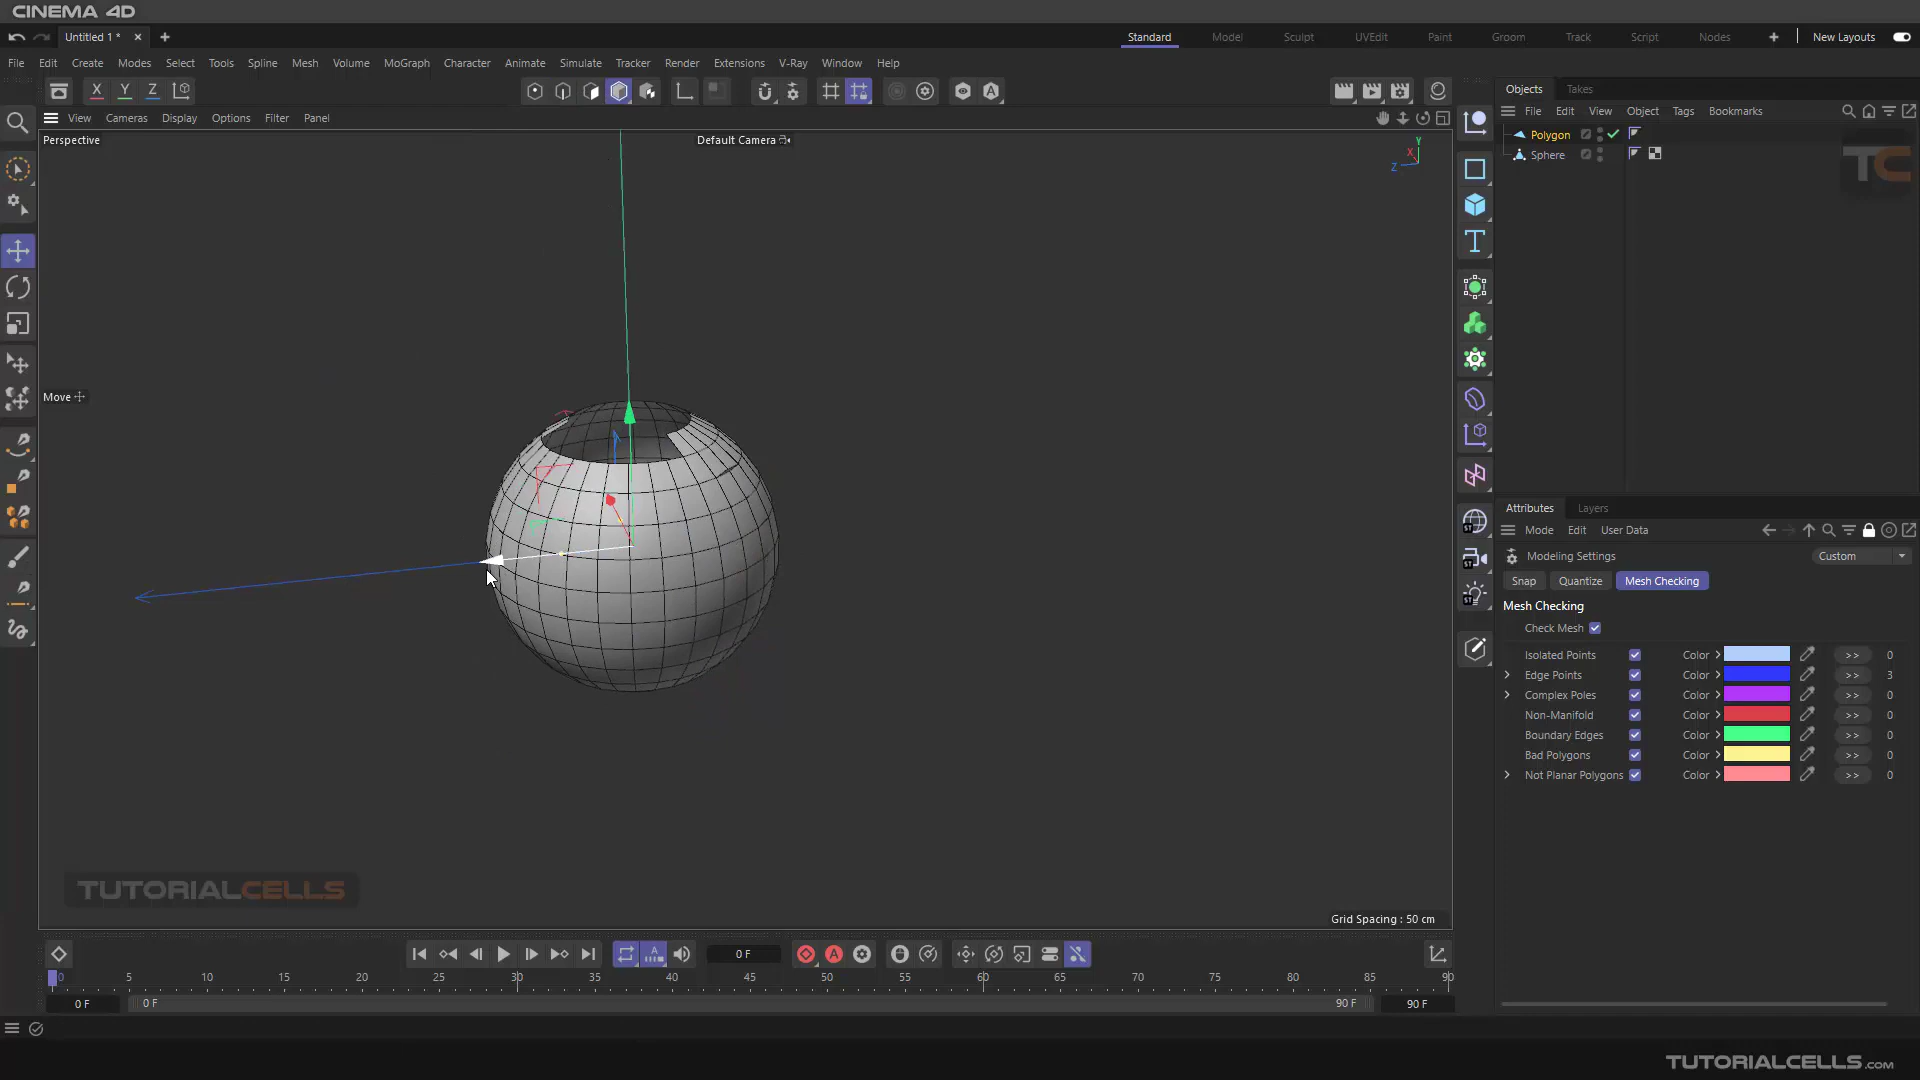 CINEMA 4D
Untitled 1 *
Standard Model Sculpt UVEdit Paint Groom Track Script Nodes New Layouts
File Edit Create Modes Select Tools Spline Mesh Volume MoGraph Character Animate Simulate Tracker Render Extensions V-Ray Window Help
X Y Z
View Cameras Display Options Filter Panel
Perspective
Default Camera
Y
X
Z
Move
TUTORIALCELLS
Grid Spacing : 50 cm
ST
ST
ST
Objects Takes
File Edit View Object Tags Bookmarks
Polygon
Sphere
TC
Attributes Layers
Mode Edit User Data
Modeling Settings Custom
Snap Quantize Mesh Checking
Mesh Checking
Check Mesh
Isolated Points Color >> 0
Edge Points Color >> 3
Complex Poles Color >> 0
Non-Manifold Color >> 0
Boundary Edges Color >> 0
Bad Polygons Color >> 0
Not Planar Polygons Color >> 0
0 F
0 5 10 15 20 25 30 35 40 45 50 55 60 65 70 75 80 85 90
0 F 0 F 90 F 90 F
TUTORIALCELLS.COM